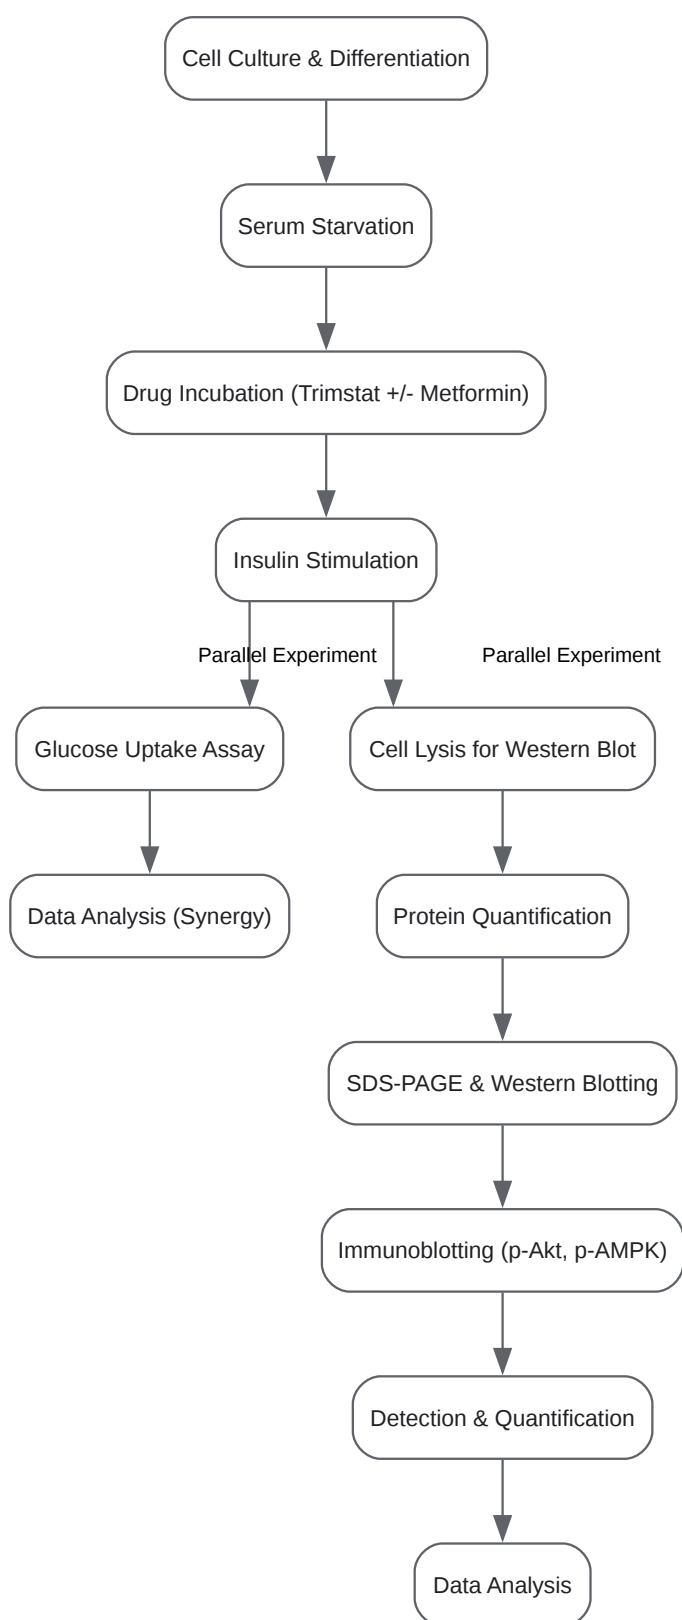 Cell Culture & Differentiation
Serum Starvation
Drug Incubation (Trimstat +/- Metformin)
Insulin Stimulation
Parallel Experiment
Parallel Experiment
Glucose Uptake Assay
Cell Lysis for Western Blot
Data Analysis (Synergy)
Protein Quantification
SDS-PAGE & Western Blotting
Immunoblotting (p-Akt, p-AMPK)
Detection & Quantification
Data Analysis